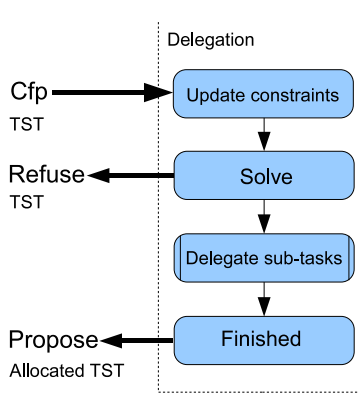 Delegation
Cfp
TST
Update constraints
Refuse
TST
Solve
Delegate sub-tasks
Propose
Allocated TST
Finished